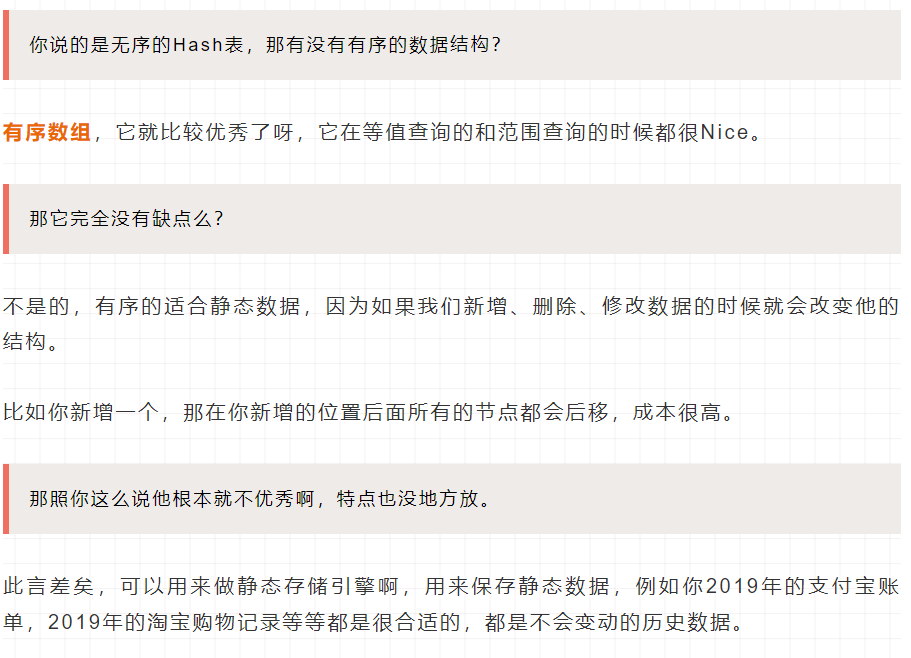 你说的是无序的Hash表，那有没有有序的数据结构？
有序数组，它就比较优秀了呀，它在等值查询的和范围查询的时候都很Nice。
那它完全没有缺点么？
不是的，有序的适合静态数据，因为如果我们新增、删除、修改数据的时候就会改变他的
结构。
比如你新增一个，那在你新增的位置后面所有的节点都会后移，成本很高。
那照你这么说他根本就不优秀啊，特点也没地方放。
此言差矣，可以用来做静态存储引擎啊，用来保存静态数据，例如你2019年的支付宝账
单，2019年的淘宝购物记录等等都是很合适的，都是不会变动的历史数据。